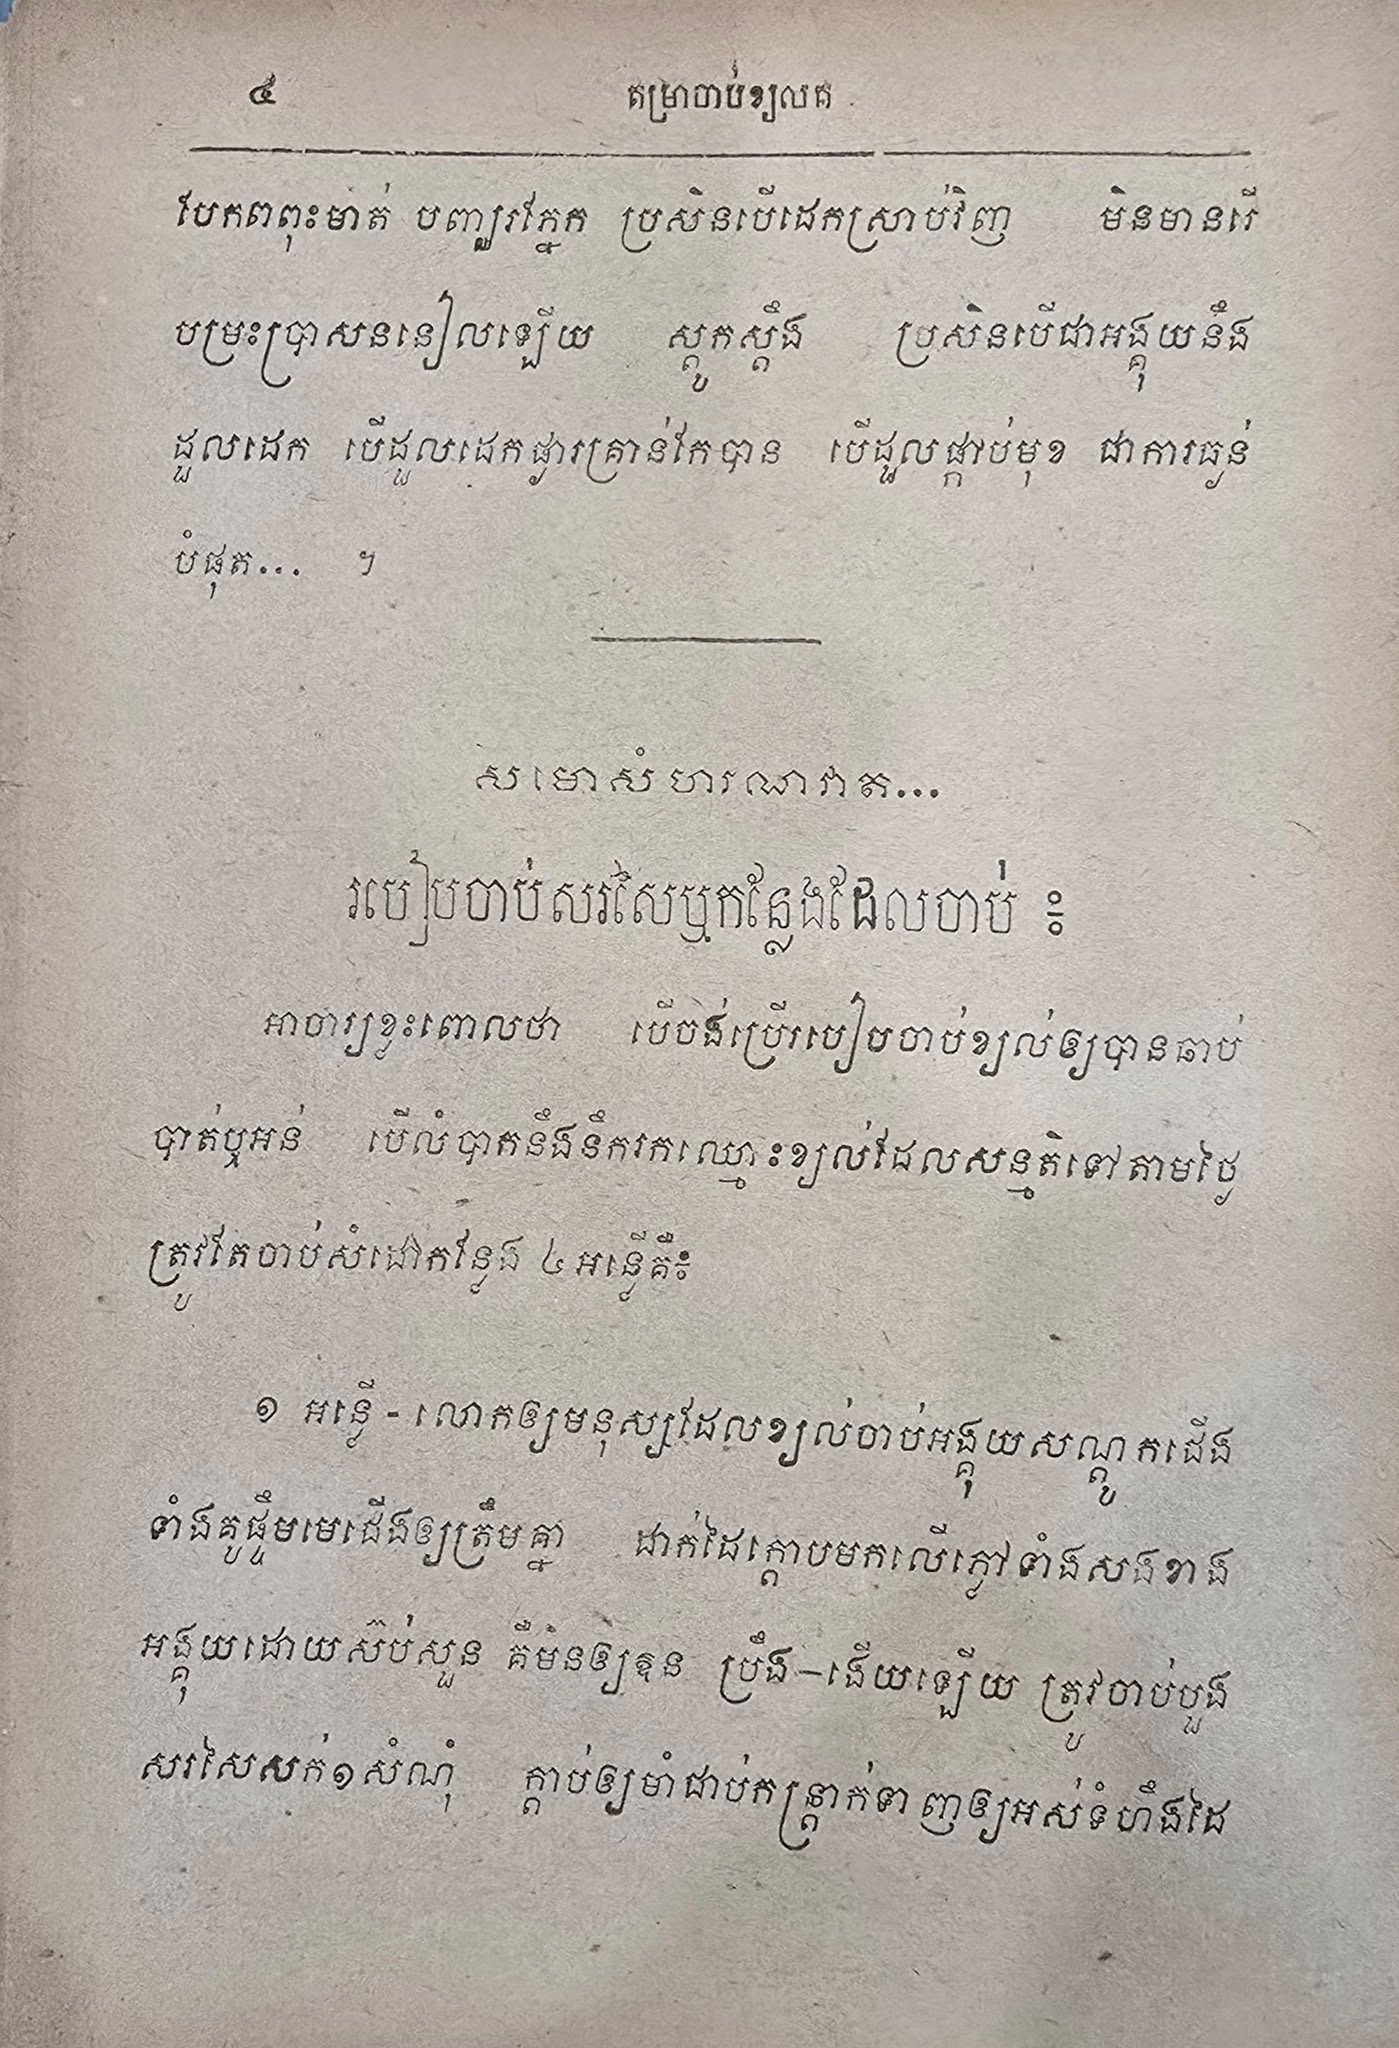 ៥ តម្រាចាប់ខ្យលគ
បែកពពុះមាត់ បញ្ឈរភ្នែក ប្រសិនបើដេកស្រាប់វិញ មិនមានរើ
បម្រះប្រាសននៀលឡើយ ស្តូកស្តឹង ប្រសិនបើជាអង្គុយនឹង
ដួលដេក បើដួលដេកផ្ងារគ្រាន់កែបាន បើដួលផ្កាប់មុខ ជាការធ្ងន់
បំផុត... ។
សមោសំហរណាវាត...
របៀបចាប់សរសៃឬកន្លែងដែលចាប់ ៖
អាចារ្យខ្លះពោលថា បើចង់ប្រើរបៀបចាប់ខ្យល់ឲ្យបានឆាប់
បាត់ឬអន់ បើលំបាកនឹងនឹករកឈ្មោះខ្យល់ដែលសន្មតិទៅតាមថ្ងៃ
ត្រូវតែចាប់សំដៅកន្លែង ៤ អន្លើគឺ៖
១ អន្លើ - លោកឲ្យមនុស្សដែលខ្យល់ចាប់អង្គុយសណ្តូកជើង
ទាំងគូផ្ទឹមមេជើងឲ្យត្រឹមគ្នា ដាក់ដៃក្តោបមកលើភ្លៅទាំងសងខាង
អង្គុយដោយស៊ប់សួន គឺមិនឲ្យឱន ប្រឹង–ងើយឡើយ ត្រូវចាប់បួង
សរសៃសក់១សំណុំ ក្តាប់ឲ្យមាំជាប់កន្ត្រាក់ទាញឲ្យអស់ទំហឹងដៃ